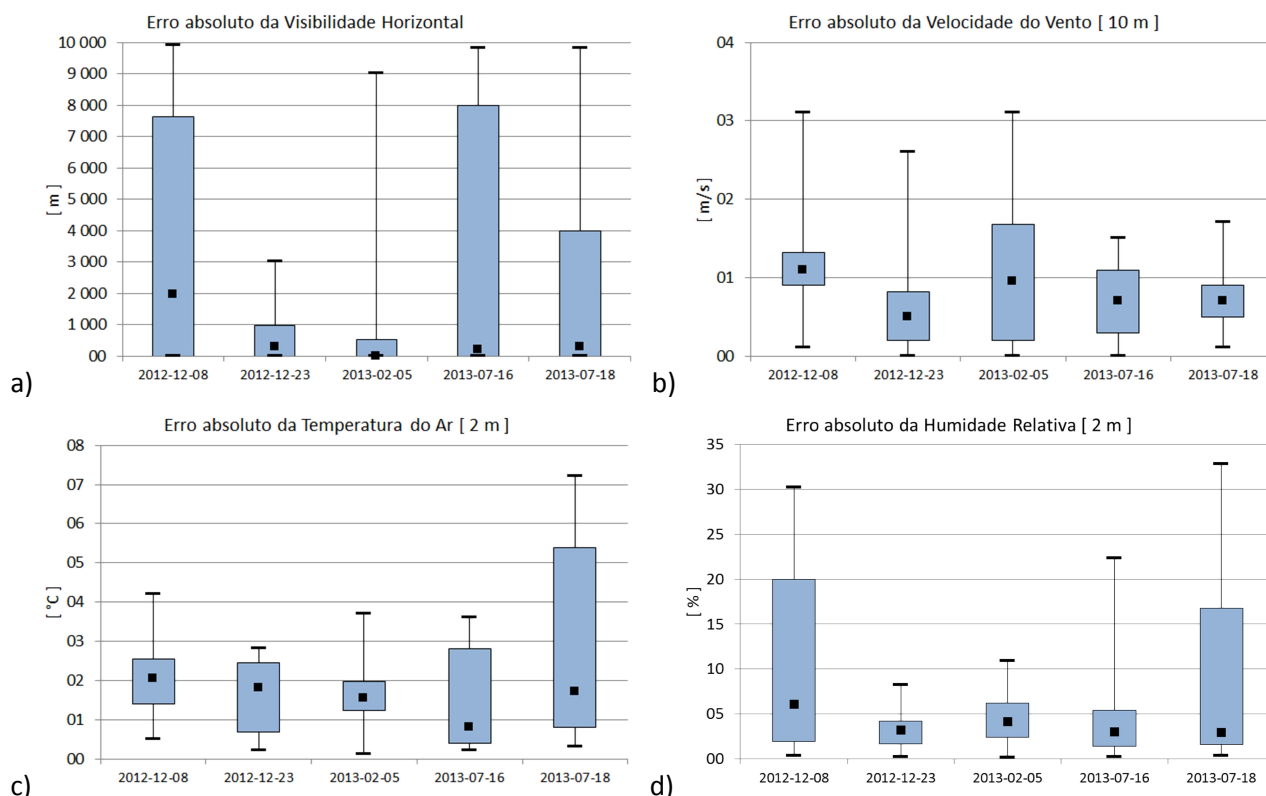 Erro absoluto da Visibilidade Horizontal
10 000
9 000
8 000
7 000
6 000
5 000
4 000
3 000
2 000
1 000
00
[ m ]
2012-12-08 2012-12-23 2013-02-05 2013-07-16 2013-07-18
a)
Erro absoluto da Velocidade do Vento [ 10 m ]
04
03
02
01
00
[ m/s ]
2012-12-08 2012-12-23 2013-02-05 2013-07-16 2013-07-18
b)
Erro absoluto da Temperatura do Ar [ 2 m ]
08
07
06
05
04
03
02
01
00
[ °C ]
2012-12-08 2012-12-23 2013-02-05 2013-07-16 2013-07-18
c)
Erro absoluto da Humidade Relativa [ 2 m ]
35
30
25
20
15
10
05
00
[ % ]
2012-12-08 2012-12-23 2013-02-05 2013-07-16 2013-07-18
d)